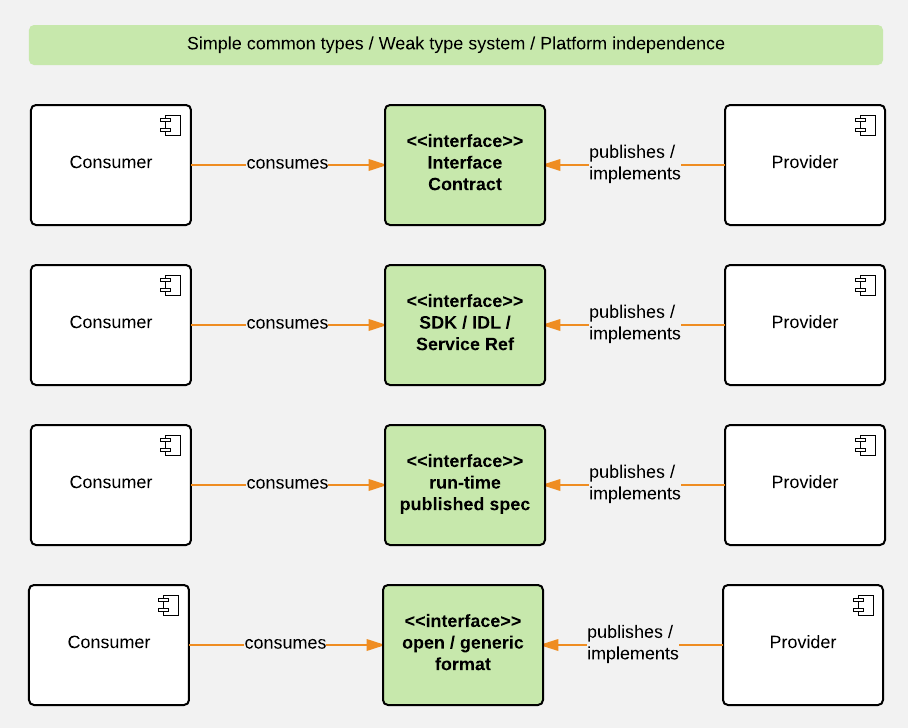 Simple common types / Weak type system / Platform independence
Consumer
consumes
<<interface>>
Interface
Contract
publishes /
implements
Provider
Consumer
consumes
<<interface>>
SDK / IDL /
Service Ref
publishes /
implements
Provider
Consumer
consumes
<<interface>>
run-time
published spec
publishes /
implements
Provider
Consumer
consumes
<<interface>>
open / generic
format
publishes /
implements
Provider